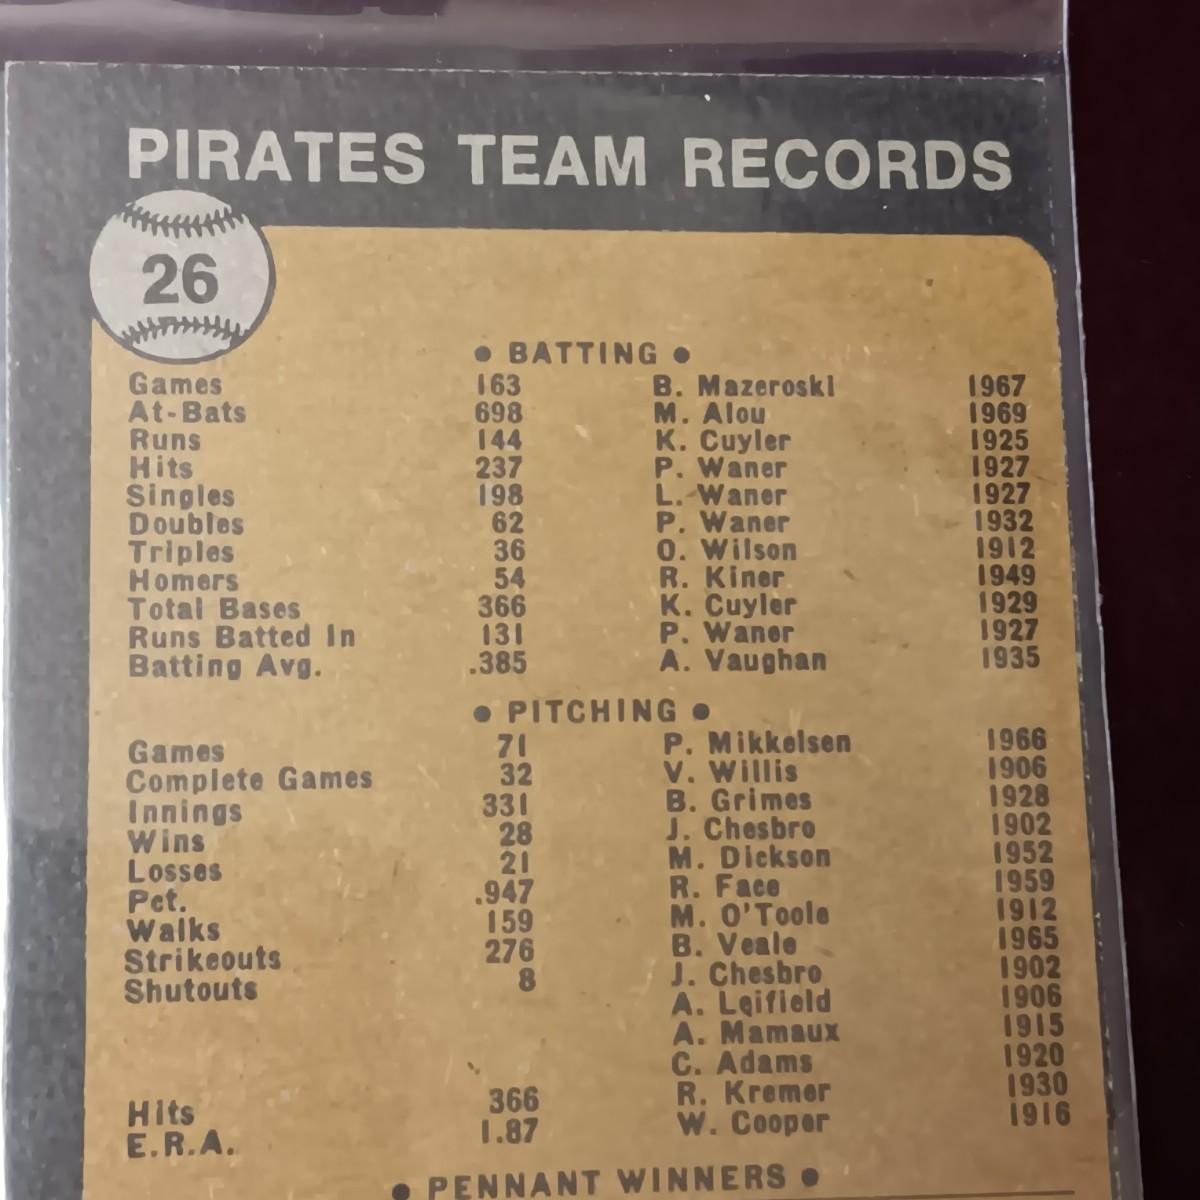 PIRATES TEAM RECORDS
26
• BATTING •
Games 163 B. Mazeroski 1967
At-Bats 698 M. Alou 1969
Runs 144 K. Cuyler 1925
Hits 237 P. Waner 1927
Singles 198 L. Waner 1927
Doubles 62 P. Waner 1932
Triples 36 O. Wilson 1912
Homers 54 R. Kiner 1949
Total Bases 366 K. Cuyler 1929
Runs Batted In 131 P. Waner 1927
Batting Avg. .385 A. Vaughan 1935
• PITCHING •
Games 71 P. Mikkelsen 1966
Complete Games 32 V. Willis 1906
Innings 331 B. Grimes 1928
Wins 28 J. Chesbro 1902
Losses 21 M. Dickson 1952
Pct. .947 R. Face 1959
Walks 159 M. O'Toole 1912
Strikeouts 276 B. Veale 1965
Shutouts 8 J. Chesbro 1902
A. Leifield 1906
A. Mamaux 1915
C. Adams 1920
Hits 366 R. Kremer 1930
E.R.A. 1.87 W. Cooper 1916
• PENNANT WINNERS •